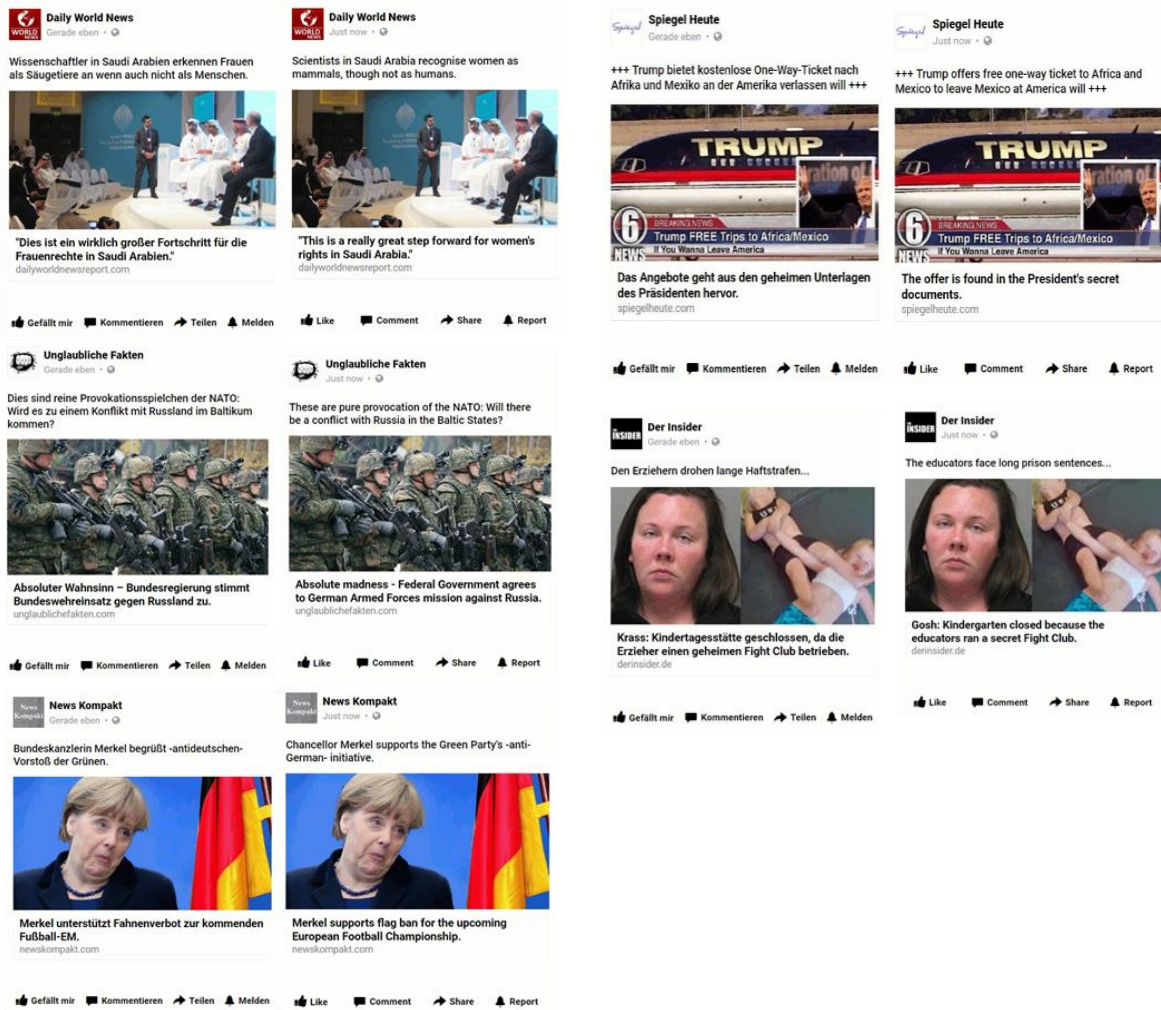 Daily World News
Gerade eben
Wissenschaftler in Saudi Arabien erkennen Frauen
als Säugetiere an wenn auch nicht als Menschen.
"Dies ist ein wirklich großer Fortschritt für die
Frauenrechte in Saudi Arabien."
dailyworldnewsreport.com
Gefällt mir Kommentieren Teilen Melden
Daily World News
Just now
Scientists in Saudi Arabia recognise women as
mammals, though not as humans.
"This is a really great step forward for women's
rights in Saudi Arabia."
dailyworldnewsreport.com
Like Comment Share Report
Spiegel Heute
Gerade eben
+++ Trump bietet kostenlose One-Way-Ticket nach
Afrika und Mexiko an der Amerika verlassen will +++
TRUMP
ration of
BREAKING NEWS
6 NEWS
Trump FREE Trips to Africa/Mexico
If You Wanna Leave America
Das Angebote geht aus den geheimen Unterlagen
des Präsidenten hervor.
spiegelheute.com
Gefällt mir Kommentieren Teilen Melden
Spiegel Heute
Just now
+++ Trump offers free one-way ticket to Africa and
Mexico to leave Mexico at America will +++
TRUMP
ration of
BREAKING NEWS
6 NEWS
Trump FREE Trips to Africa/Mexico
If You Wanna Leave America
The offer is found in the President's secret
documents.
spiegelheute.com
Like Comment Share Report
Unglaubliche Fakten
Gerade eben
Dies sind reine Provokationsspielchen der NATO:
Wird es zu einem Konflikt mit Russland im Baltikum
kommen?
Absoluter Wahnsinn – Bundesregierung stimmt
Bundeswehreinsatz gegen Russland zu.
unglaublichefakten.com
Gefällt mir Kommentieren Teilen Melden
Unglaubliche Fakten
Just now
These are pure provocation of the NATO: Will there
be a conflict with Russia in the Baltic States?
Absolute madness - Federal Government agrees
to German Armed Forces mission against Russia.
unglaublichefakten.com
Like Comment Share Report
THE INSIDER
Der Insider
Gerade eben
Den Erziehern drohen lange Haftstrafen...
Krass: Kindertagesstätte geschlossen, da die
Erzieher einen geheimen Fight Club betrieben.
derinsider.de
Gefällt mir Kommentieren Teilen Melden
THE INSIDER
Der Insider
Just now
The educators face long prison sentences...
Gosh: Kindergarten closed because the
educators ran a secret Fight Club.
derinsider.de
Like Comment Share Report
News Kompakt
News Kompakt
Gerade eben
Bundeskanzlerin Merkel begrüßt -antideutschen-
Vorstoß der Grünen.
Merkel unterstützt Fahnenverbot zur kommenden
Fußball-EM.
newskompakt.com
Gefällt mir Kommentieren Teilen Melden
News Kompakt
News Kompakt
Just now
Chancellor Merkel supports the Green Party's -anti-
German- initiative.
Merkel supports flag ban for the upcoming
European Football Championship.
newskompakt.com
Like Comment Share Report